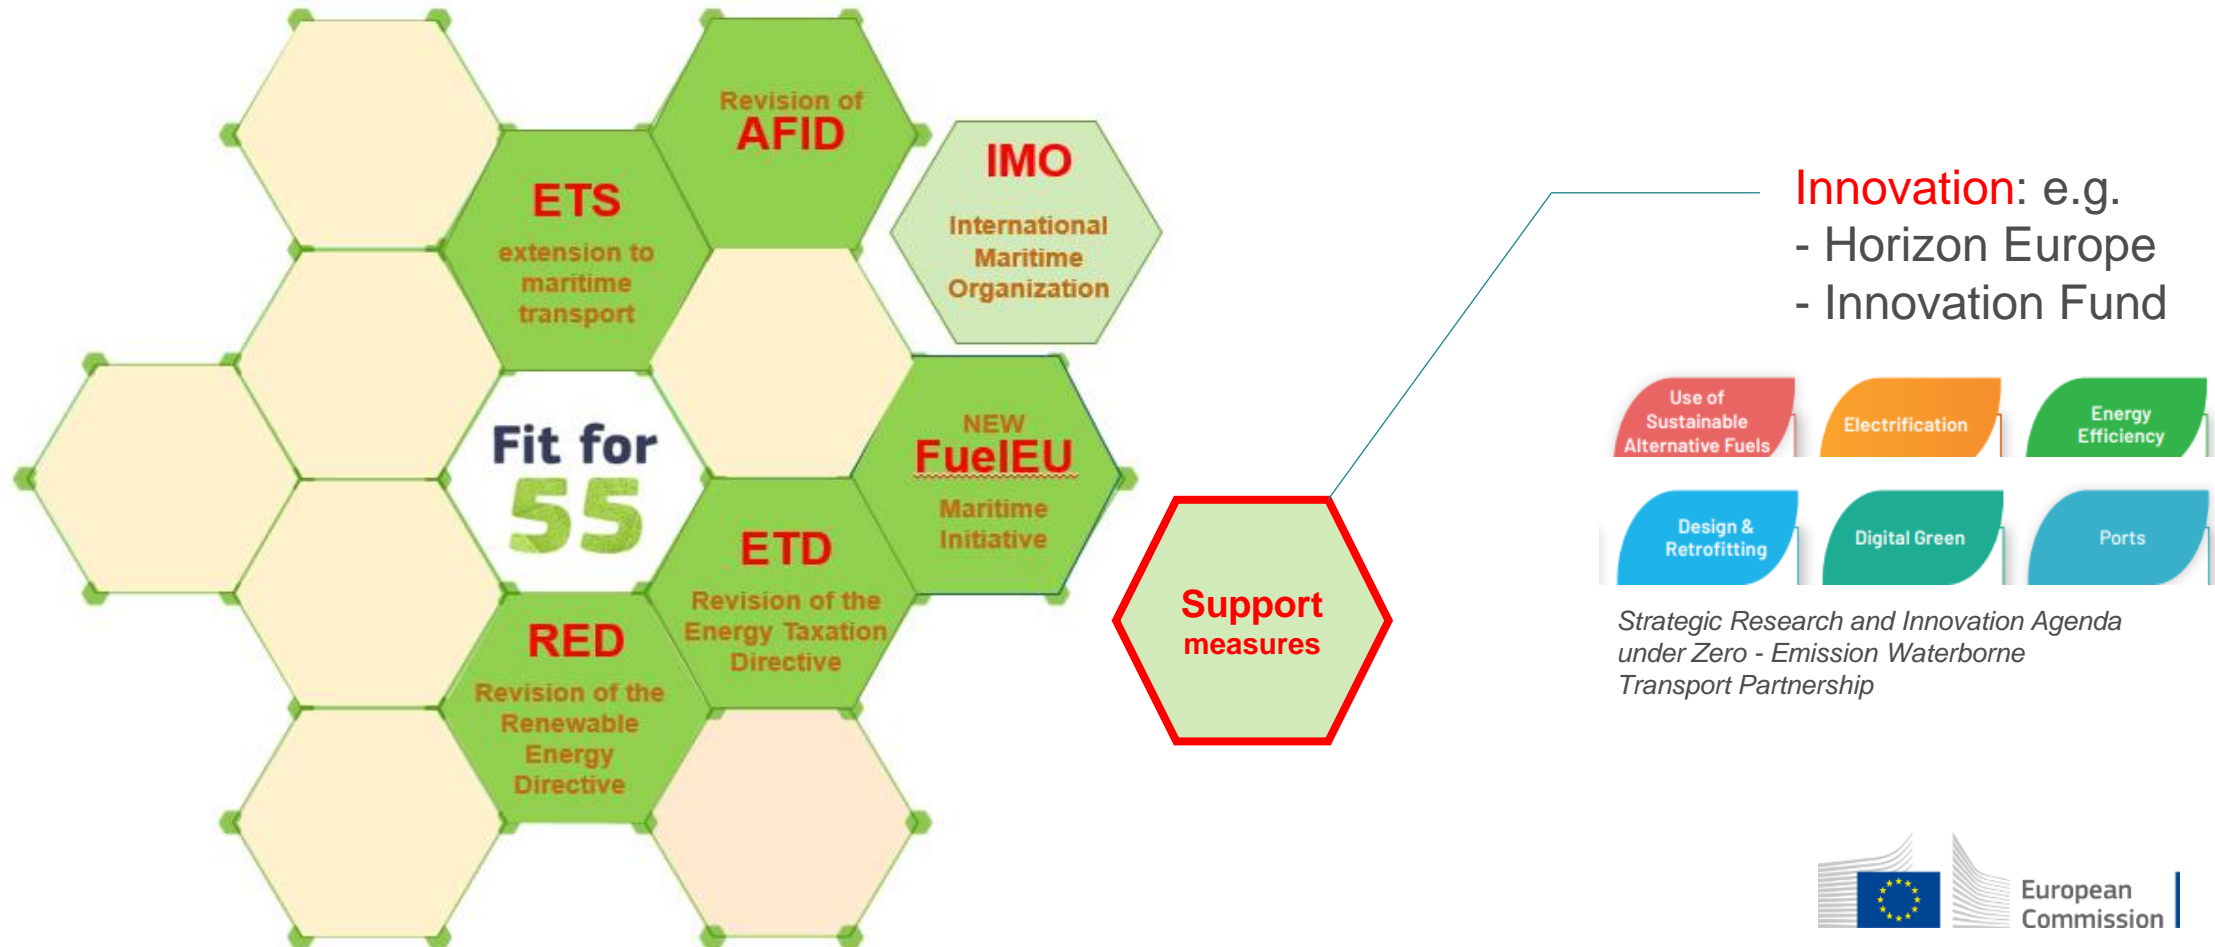 Revision of
AFID
IMO
International
Maritime
Organization
ETS
extension to
maritime
transport
Fit for
55
NEW
FuelEU
Maritime
Initiative
ETD
Revision of the
Energy Taxation
Directive
RED
Revision of the
Renewable
Energy
Directive
Support
measures
Innovation: e.g.
- Horizon Europe
- Innovation Fund
Use of
Sustainable
Alternative Fuels
Electrification
Energy
Efficiency
Design &
Retrofitting
Digital Green
Ports
Strategic Research and Innovation Agenda
under Zero - Emission Waterborne
Transport Partnership
European
Commission